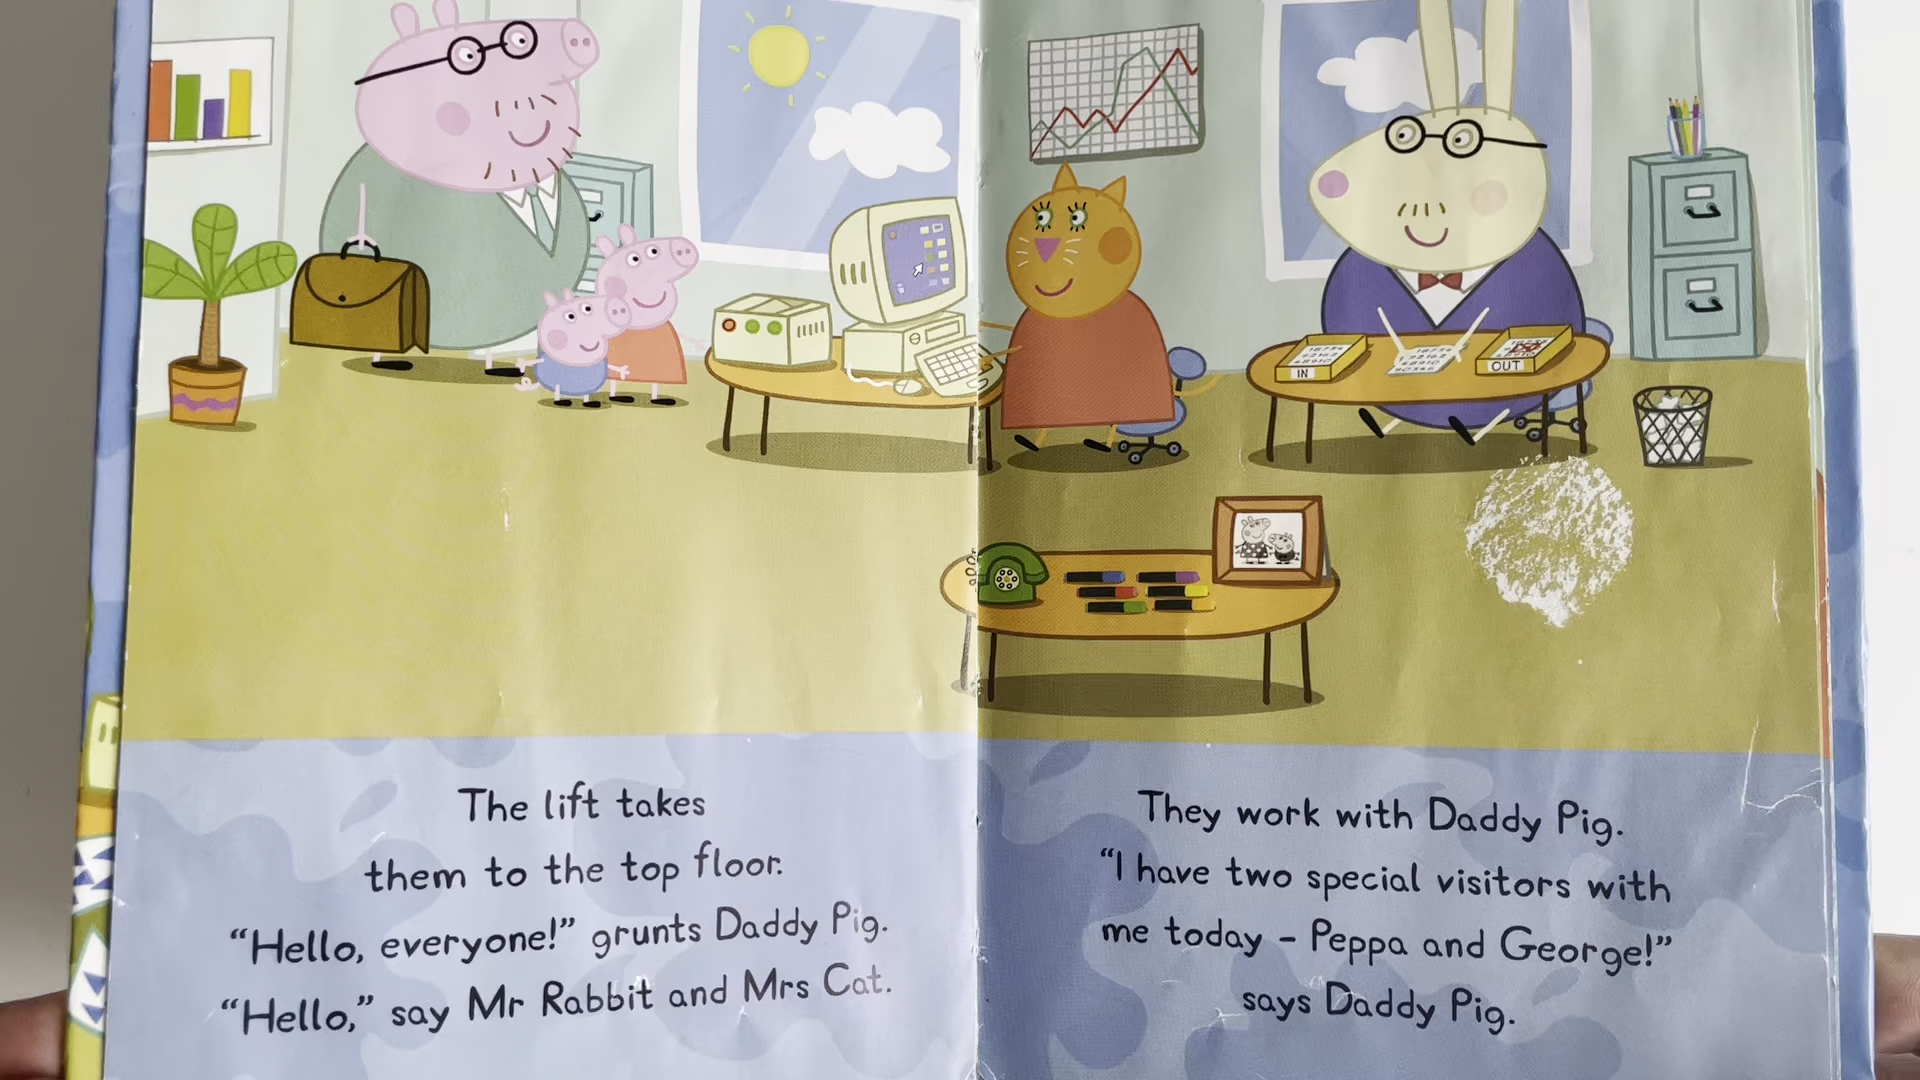 IN
OUT
The lift takes
them to the top floor.
“Hello, everyone!” grunts Daddy Pig.
“Hello,” say Mr Rabbit and Mrs Cat.
They work with Daddy Pig.
“I have two special visitors with
me today – Peppa and George!”
says Daddy Pig.